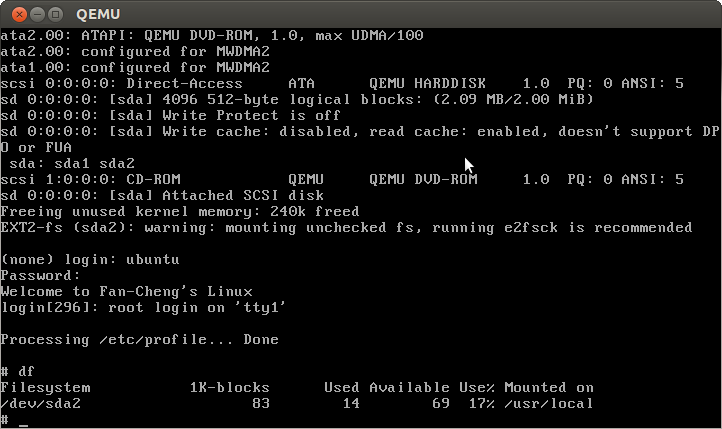 QEMU
ata2.00: ATAPI: QEMU DVD-ROM, 1.0, max UDMA/100
ata2.00: configured for MWDMA2
ata1.00: configured for MWDMA2
scsi 0:0:0:0: Direct-Access     ATA      QEMU HARDDISK    1.0  PQ: 0 ANSI: 5
sd 0:0:0:0: [sda] 4096 512-byte logical blocks: (2.09 MB/2.00 MiB)
sd 0:0:0:0: [sda] Write Protect is off
sd 0:0:0:0: [sda] Write cache: disabled, read cache: enabled, doesn't support DP
O or FUA
 sda: sda1 sda2
scsi 1:0:0:0: CD-ROM            QEMU     QEMU DVD-ROM     1.0  PQ: 0 ANSI: 5
sd 0:0:0:0: [sda] Attached SCSI disk
Freeing unused kernel memory: 240k freed
EXT2-fs (sda2): warning: mounting unchecked fs, running e2fsck is recommended
(none) login: ubuntu
Password:
Welcome to Fan-Cheng's Linux
login[296]: root login on 'tty1'
Processing /etc/profile... Done
# df
Filesystem           1K-blocks      Used Available Use% Mounted on
/dev/sda2                   83        14        69  17% /usr/local
# _